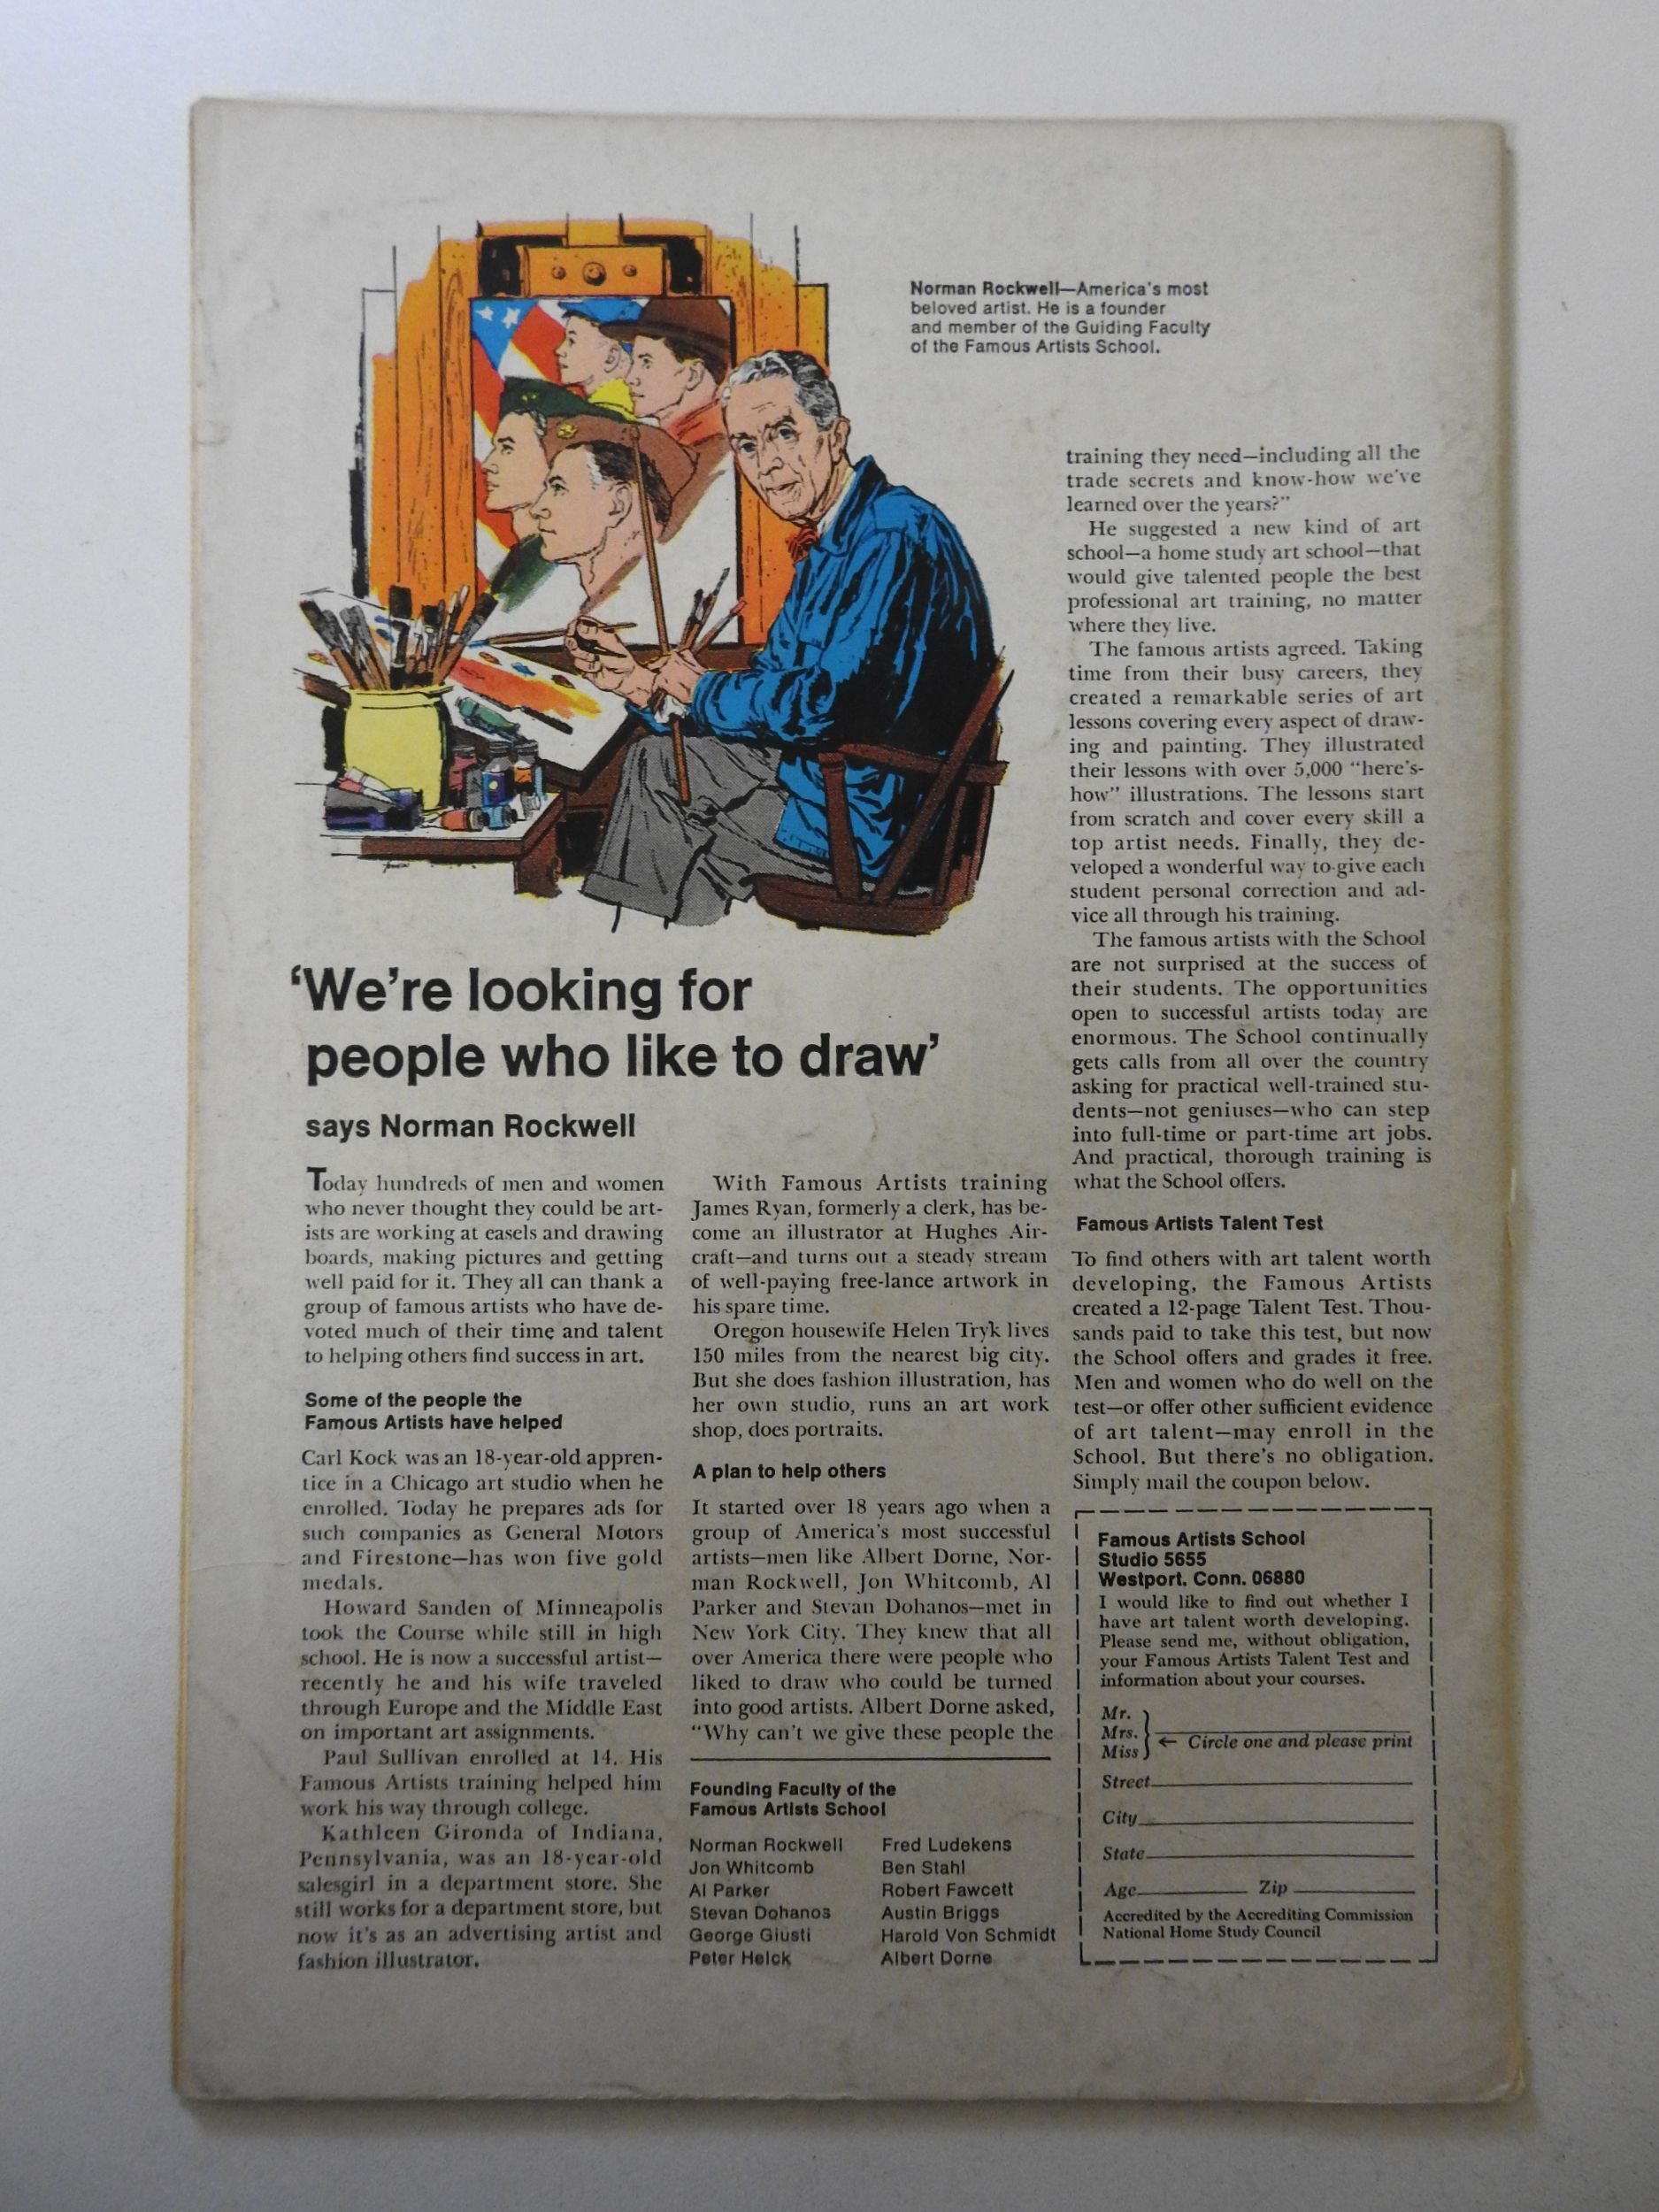 Norman Rockwell—America's most
beloved artist. He is a founder
and member of the Guiding Faculty
of the Famous Artists School.
'We're looking for
people who like to draw'
says Norman Rockwell
Today hundreds of men and women
who never thought they could be art-
ists are working at easels and drawing
boards, making pictures and getting
well paid for it. They all can thank a
group of famous artists who have de-
voted much of their time and talent
to helping others find success in art.
Some of the people the
Famous Artists have helped
Carl Kock was an 18-year-old appren-
tice in a Chicago art studio when he
enrolled. Today he prepares ads for
such companies as General Motors
and Firestone—has won five gold
medals.
Howard Sanden of Minneapolis
took the Course while still in high
school. He is now a successful artist—
recently he and his wife traveled
through Europe and the Middle East
on important art assignments.
Paul Sullivan enrolled at 14. His
Famous Artists training helped him
work his way through college.
Kathleen Gironda of Indiana,
Pennsylvania, was an 18-year-old
salesgirl in a department store. She
still works for a department store, but
now it's as an advertising artist and
fashion illustrator.
With Famous Artists training
James Ryan, formerly a clerk, has be-
come an illustrator at Hughes Air-
craft—and turns out a steady stream
of well-paying free-lance artwork in
his spare time.
Oregon housewife Helen Tryk lives
150 miles from the nearest big city.
But she does fashion illustration, has
her own studio, runs an art work
shop, does portraits.
A plan to help others
It started over 18 years ago when a
group of America's most successful
artists—men like Albert Dorne, Nor-
man Rockwell, Jon Whitcomb, Al
Parker and Stevan Dohanos—met in
New York City. They knew that all
over America there were people who
liked to draw who could be turned
into good artists. Albert Dorne asked,
"Why can't we give these people the
training they need—including all the
trade secrets and know-how we've
learned over the years?"
He suggested a new kind of art
school—a home study art school—that
would give talented people the best
professional art training, no matter
where they live.
The famous artists agreed. Taking
time from their busy careers, they
created a remarkable series of art
lessons covering every aspect of draw-
ing and painting. They illustrated
their lessons with over 5,000 "here's-
how" illustrations. The lessons start
from scratch and cover every skill a
top artist needs. Finally, they de-
veloped a wonderful way to give each
student personal correction and ad-
vice all through his training.
The famous artists with the School
are not surprised at the success of
their students. The opportunities
open to successful artists today are
enormous. The School continually
gets calls from all over the country
asking for practical well-trained stu-
dents—not geniuses—who can step
into full-time or part-time art jobs.
And practical, thorough training is
what the School offers.
Famous Artists Talent Test
To find others with art talent worth
developing, the Famous Artists
created a 12-page Talent Test. Thou-
sands paid to take this test, but now
the School offers and grades it free.
Men and women who do well on the
test—or offer other sufficient evidence
of art talent—may enroll in the
School. But there's no obligation.
Simply mail the coupon below.
Founding Faculty of the
Famous Artists School
Norman Rockwell
Jon Whitcomb
Al Parker
Stevan Dohanos
George Giusti
Peter Helck
Fred Ludekens
Ben Stahl
Robert Fawcett
Austin Briggs
Harold Von Schmidt
Albert Dorne
Famous Artists School
Studio 5655
Westport, Conn. 06880
I would like to find out whether I
have art talent worth developing.
Please send me, without obligation,
your Famous Artists Talent Test and
information about your courses.
Mr.
Mrs.
Miss
← Circle one and please print
Street
City
State
Age Zip
Accredited by the Accrediting Commission
National Home Study Council